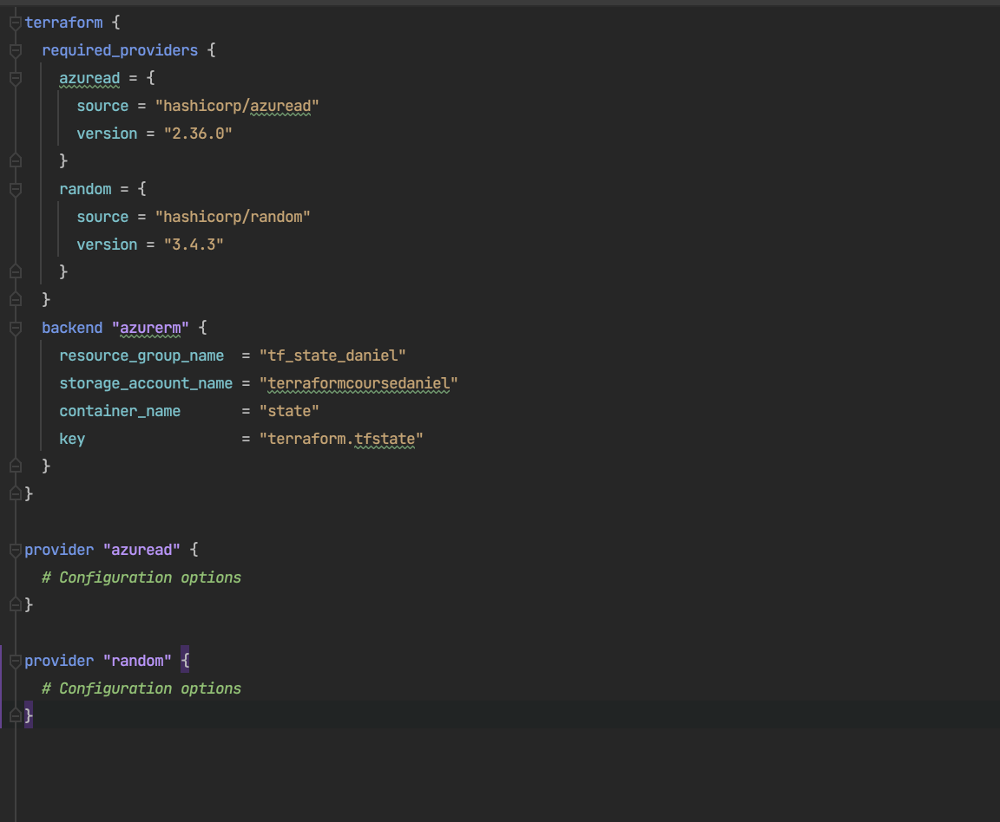 terraform {
  required_providers {
    azuread = {
      source = "hashicorp/azuread"
      version = "2.36.0"
    }
    random = {
      source = "hashicorp/random"
      version = "3.4.3"
    }
  }
  backend "azurerm" {
    resource_group_name  = "tf_state_daniel"
    storage_account_name = "terraformcoursedaniel"
    container_name       = "state"
    key                  = "terraform.tfstate"
  }
}

provider "azuread" {
  # Configuration options
}

provider "random" {
  # Configuration options
}